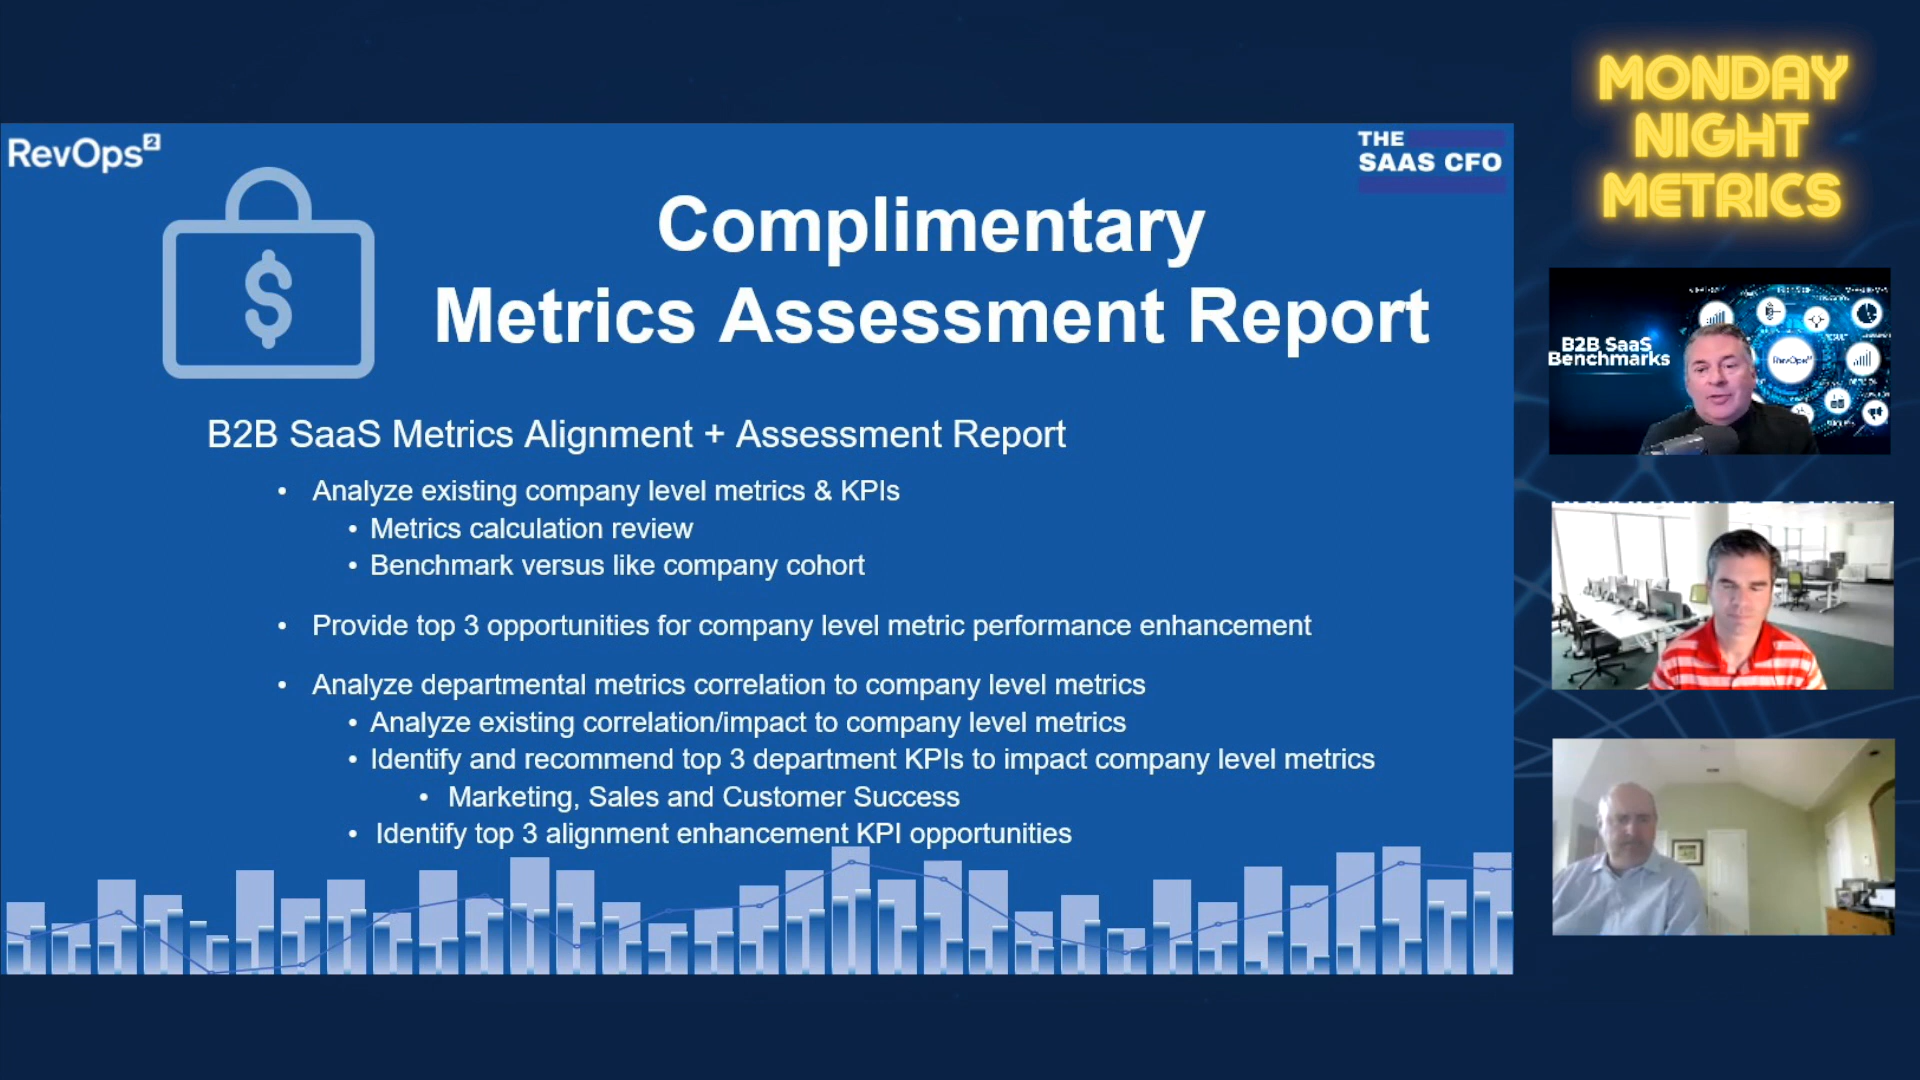 RevOps²
THE
SAAS CFO
$
Complimentary
Metrics Assessment Report
B2B SaaS Metrics Alignment + Assessment Report
• Analyze existing company level metrics & KPIs
• Metrics calculation review
• Benchmark versus like company cohort
• Provide top 3 opportunities for company level metric performance enhancement
• Analyze departmental metrics correlation to company level metrics
• Analyze existing correlation/impact to company level metrics
• Identify and recommend top 3 department KPIs to impact company level metrics
• Marketing, Sales and Customer Success
• Identify top 3 alignment enhancement KPI opportunities
MONDAY
NIGHT
METRICS
B2B SaaS
Benchmarks
RevOps²